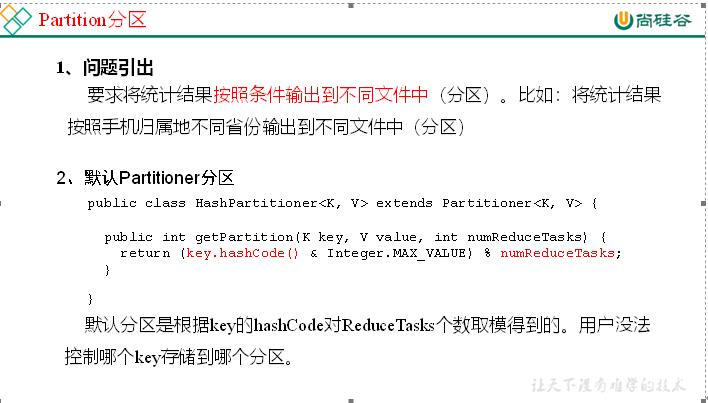 Partition分区
尚硅谷
1、问题引出
要求将统计结果按照条件输出到不同文件中（分区）。比如：将统计结果
按照手机归属地不同省份输出到不同文件中（分区）
2、默认Partitioner分区
public class HashPartitioner<K, V> extends Partitioner<K, V> {
public int getPartition(K key, V value, int numReduceTasks) {
return (key.hashCode() & Integer.MAX_VALUE) % numReduceTasks;
}
}
默认分区是根据key的hashCode对ReduceTasks个数取模得到的。用户没法
控制哪个key存储到哪个分区。
让天下没有难学的技术